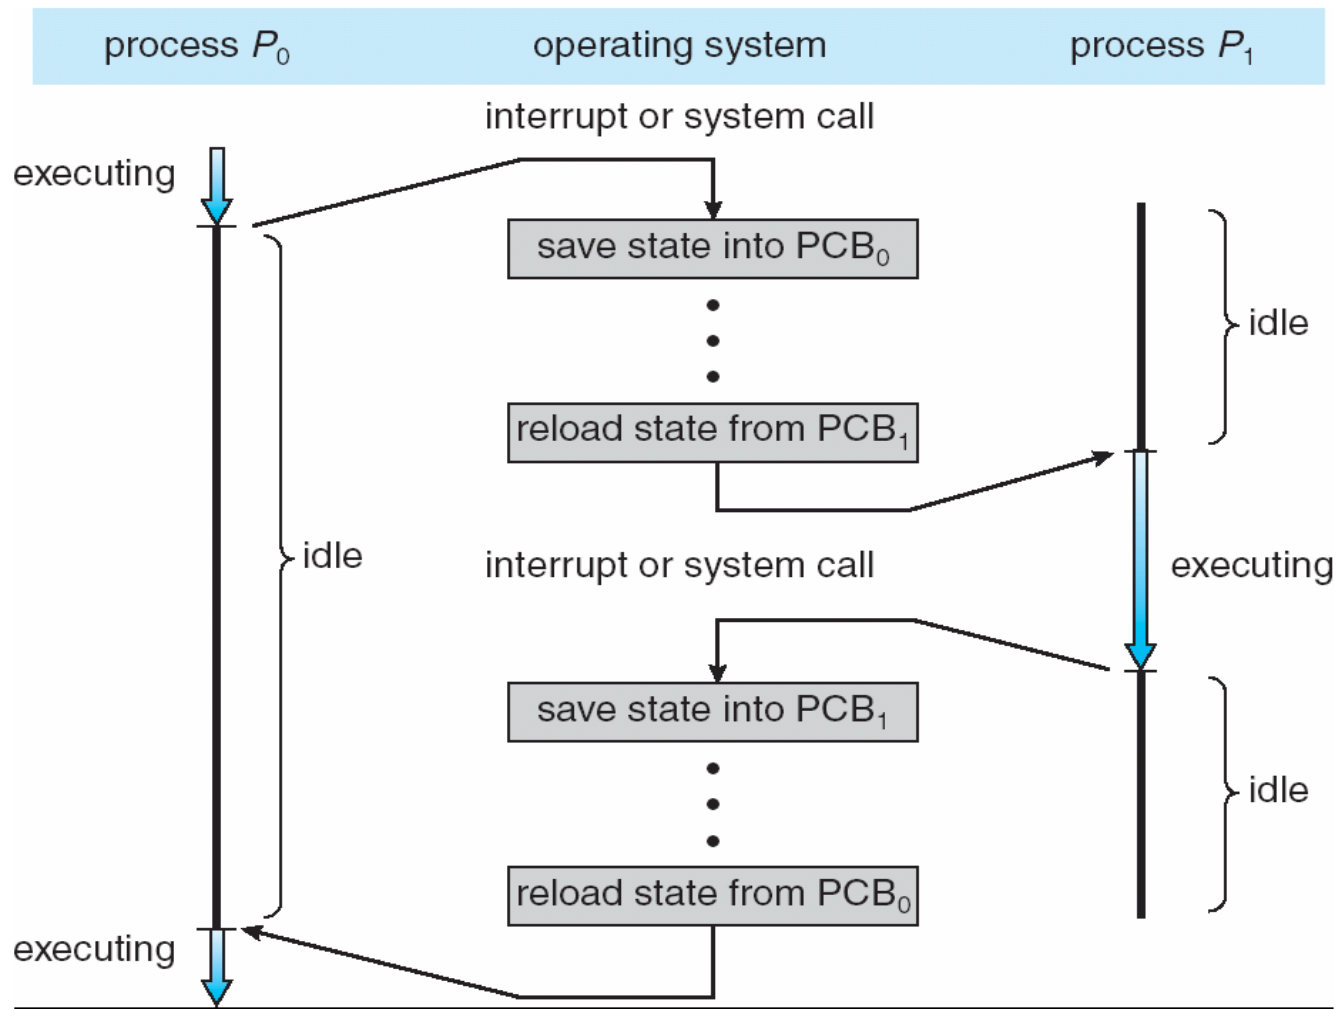 process P₀ operating system process P₁
interrupt or system call
executing
save state into PCB₀
idle
reload state from PCB₁
idle
interrupt or system call
executing
save state into PCB₁
idle
reload state from PCB₀
executing